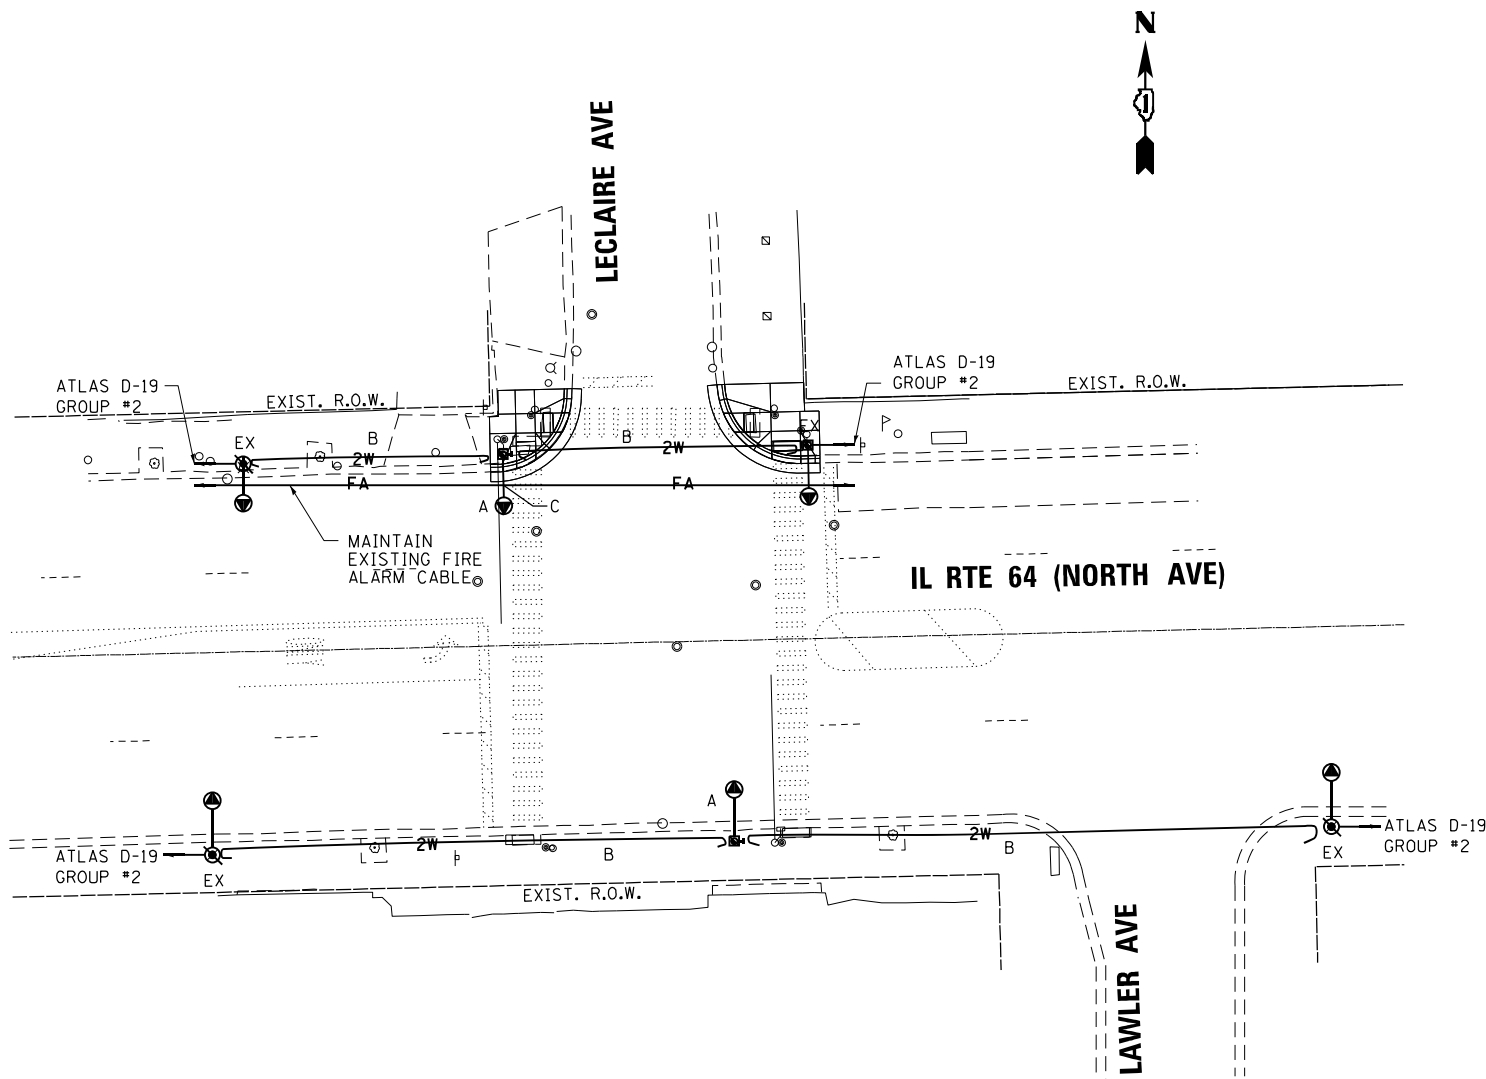 N
1
LECLAIRE AVE
ATLAS D-19
GROUP #2
EXIST. R.O.W.
ATLAS D-19
GROUP #2
EXIST. R.O.W.
EX
B
2W
B
2W
EX
FA
FA
A
C
MAINTAIN
EXISTING FIRE
ALARM CABLE
IL RTE 64 (NORTH AVE)
A
ATLAS D-19
GROUP #2
EX
2W
B
2W
B
ATLAS D-19
GROUP #2
EX
EXIST. R.O.W.
LAWLER AVE